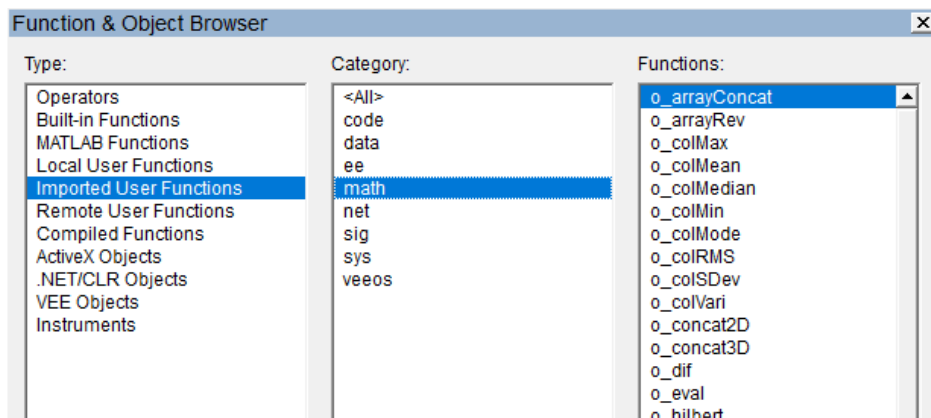 Function & Object Browser
Type:
Operators
Built-in Functions
MATLAB Functions
Local User Functions
Imported User Functions
Remote User Functions
Compiled Functions
ActiveX Objects
.NET/CLR Objects
VEE Objects
Instruments
Category:
<All>
code
data
ee
math
net
sig
sys
veeos
Functions:
o_arrayConcat
o_arrayRev
o_colMax
o_colMean
o_colMedian
o_colMin
o_colMode
o_colRMS
o_colSDev
o_colVari
o_concat2D
o_concat3D
o_dif
o_eval
o_hilbert